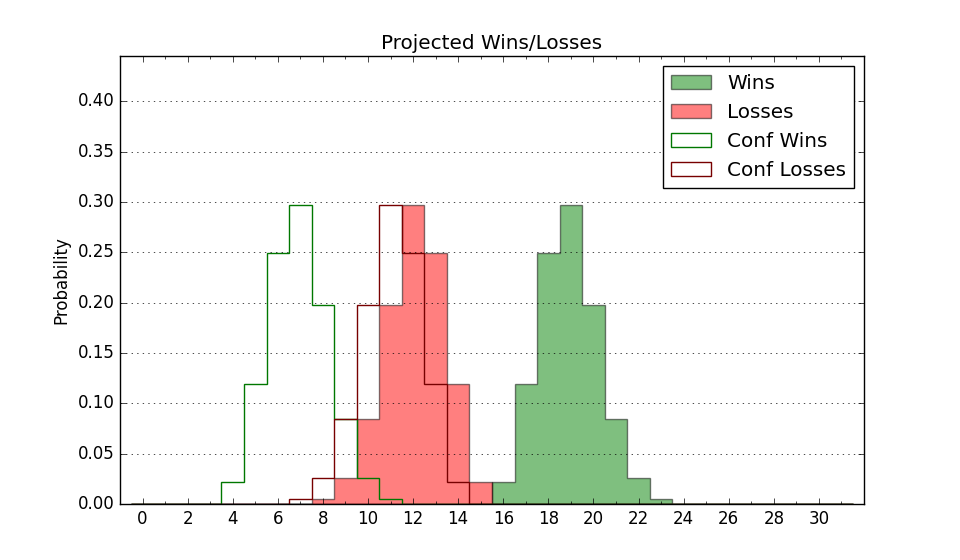 Projected Wins/Losses
Wins
Losses
Conf Wins
Conf Losses
Probability
0.40
0.35
0.30
0.25
0.20
0.15
0.10
0.05
0.00
0 2 4 6 8 10 12 14 16 18 20 22 24 26 28 30